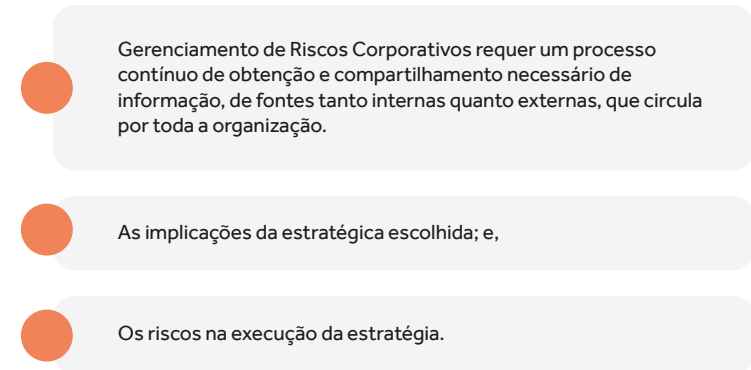 Gerenciamento de Riscos Corporativos requer um processo
contínuo de obtenção e compartilhamento necessário de
informação, de fontes tanto internas quanto externas, que circula
por toda a organização.
As implicações da estratégica escolhida; e,
Os riscos na execução da estratégia.